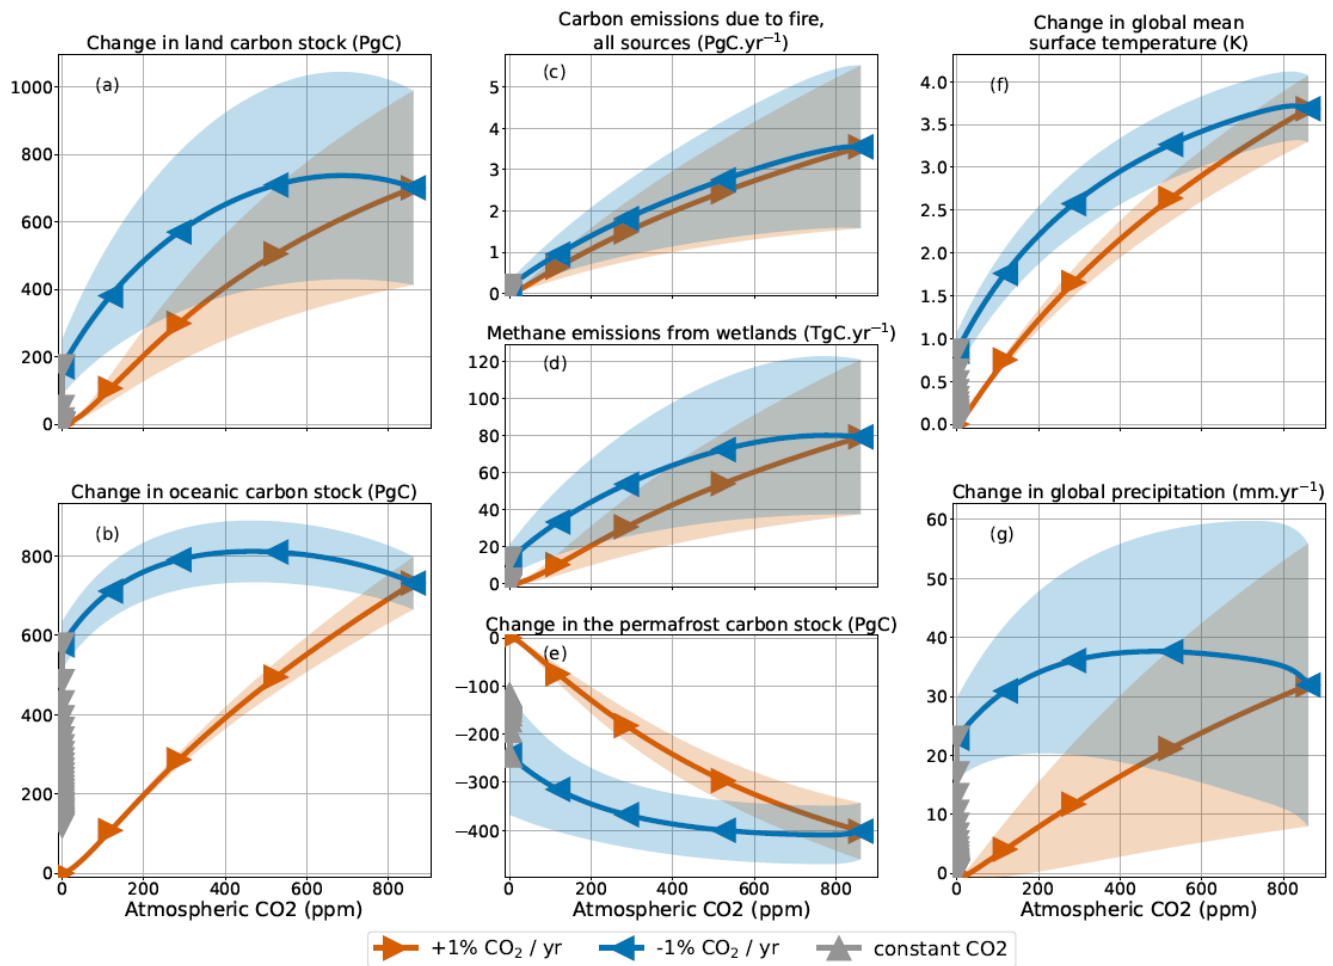 Change in land carbon stock (PgC)
(a)
1000
800
600
400
200
0
Change in oceanic carbon stock (PgC)
(b)
800
600
400
200
0
0 200 400 600 800
Atmospheric CO2 (ppm)
Carbon emissions due to fire,
all sources (PgC.yr⁻¹)
(c)
5
4
3
2
1
0
Methane emissions from wetlands (TgC.yr⁻¹)
(d)
120
100
80
60
40
20
0
Change in the permafrost carbon stock (PgC)
(e)
0
−100
−200
−300
−400
0 200 400 600 800
Atmospheric CO2 (ppm)
Change in global mean
surface temperature (K)
(f)
4.0
3.5
3.0
2.5
2.0
1.5
1.0
0.5
0.0
Change in global precipitation (mm.yr⁻¹)
(g)
60
50
40
30
20
10
0
0 200 400 600 800
Atmospheric CO2 (ppm)
+1% CO₂ / yr -1% CO₂ / yr constant CO2